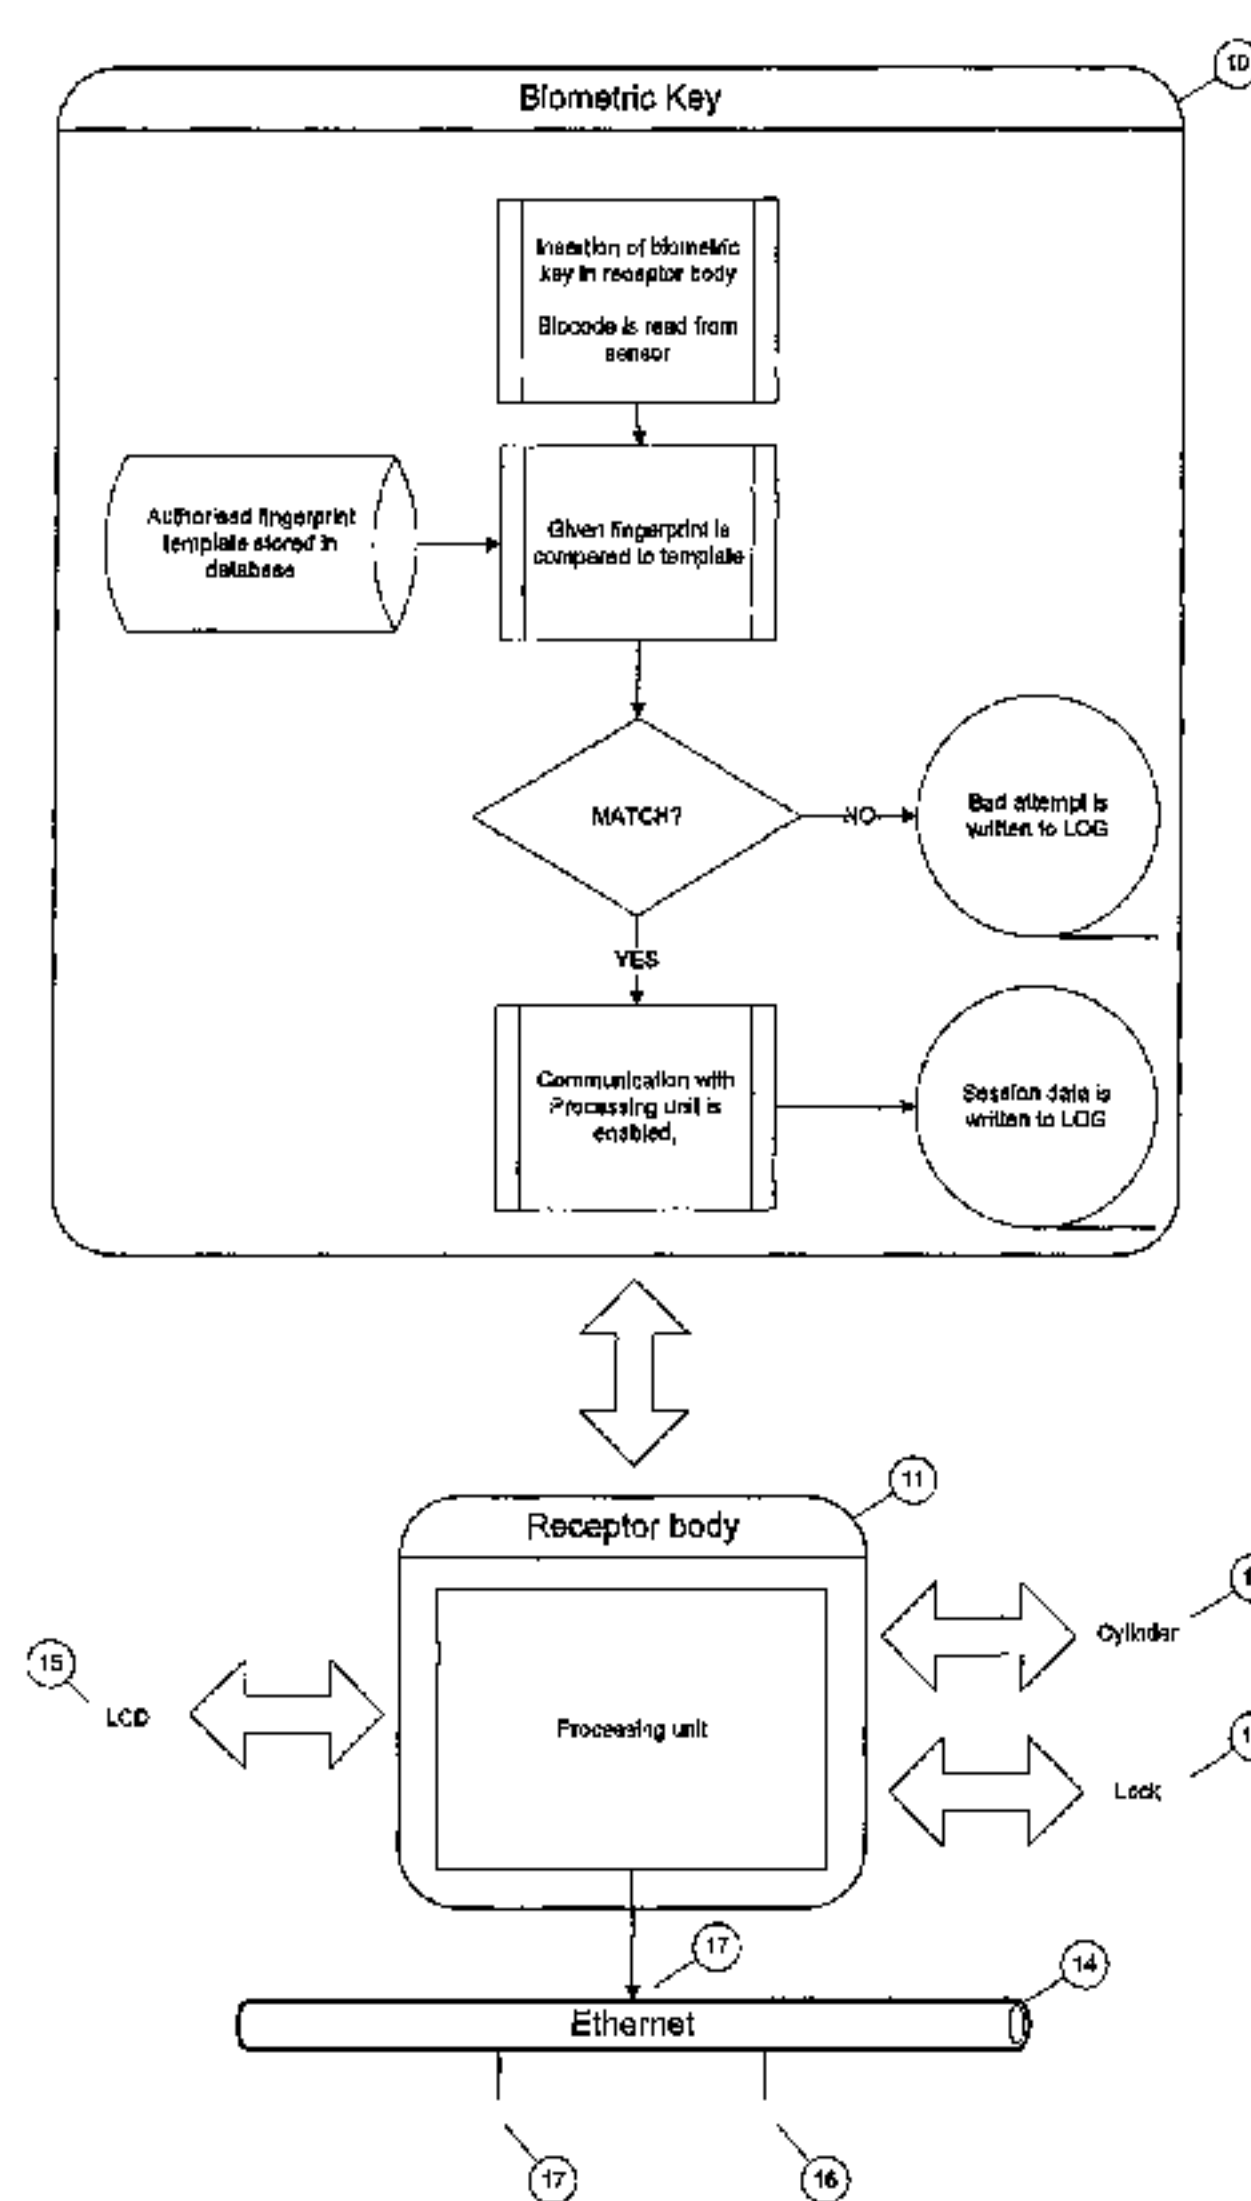 10
Biometric Key
Insertion of biometric
key in receptor body
Biocode is read from
sensor
Authorised fingerprint
template stored in
database
Given fingerprint is
compared to template
MATCH?
NO
Bad attempt is
written to LOG
YES
Communication with
Processing unit is
enabled,
Session data is
written to LOG
11
Receptor body
Cylinder
15
LCD
Processing unit
Lock
17
14
Ethernet
17
16